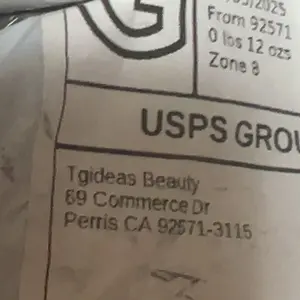 G
/2025
From 92571
0 lbs 12 ozs
Zone 8
USPS GROU
Tgideas Beauty
69 Commerce Dr
Perris CA 92571-3115